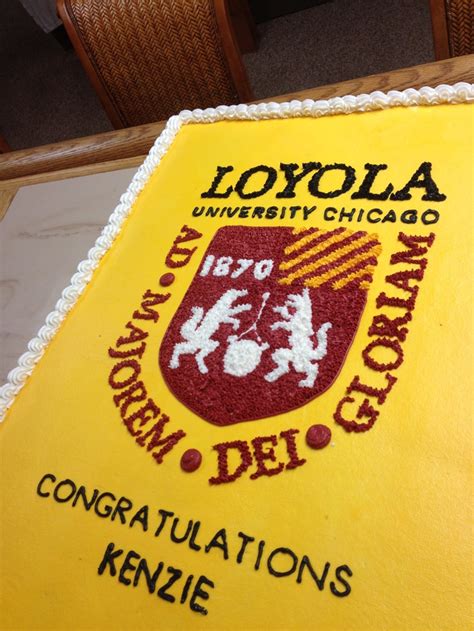 LOYOLA
UNIVERSITY CHICAGO
1870
AD • MAJOREM • DEI • GLORIAM
CONGRATULATIONS
KENZIE